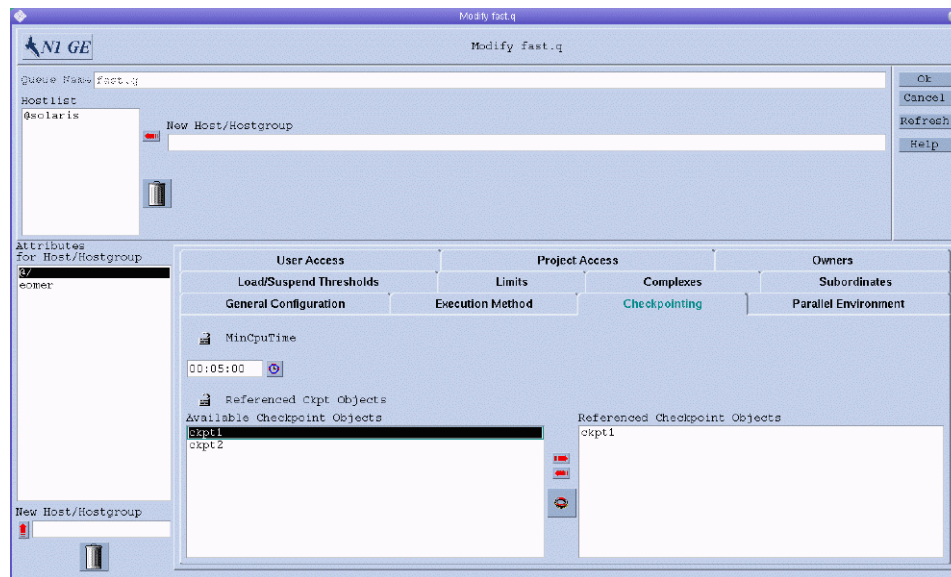 Modify fast.q
N1 GE
Modify fast.q
Queue Name fast.q
Ok
Hostlist
Cancel
@solaris
New Host/Hostgroup
Refresh
Help
Attributes
for Host/Hostgroup
User Access Project Access Owners
@/
Load/Suspend Thresholds Limits Complexes Subordinates
eomer
General Configuration Execution Method Checkpointing Parallel Environment
MinCpuTime
00:05:00
Referenced Ckpt Objects
Available Checkpoint Objects Referenced Checkpoint Objects
ckpt1 ckpt1
ckpt2
New Host/Hostgroup